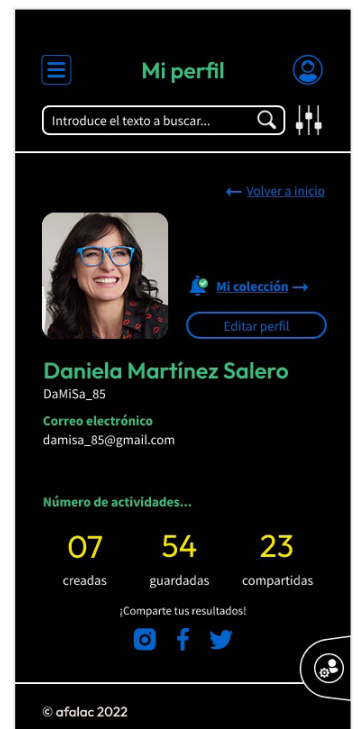 Mi perfil
Introduce el texto a buscar...
← Volver a inicio
Mi colección →
Editar perfil
Daniela Martínez Salero
DaMiSa_85
Correo electrónico
damisa_85@gmail.com
Número de actividades...
07 54 23
creadas guardadas compartidas
¡Comparte tus resultados!
© afalac 2022